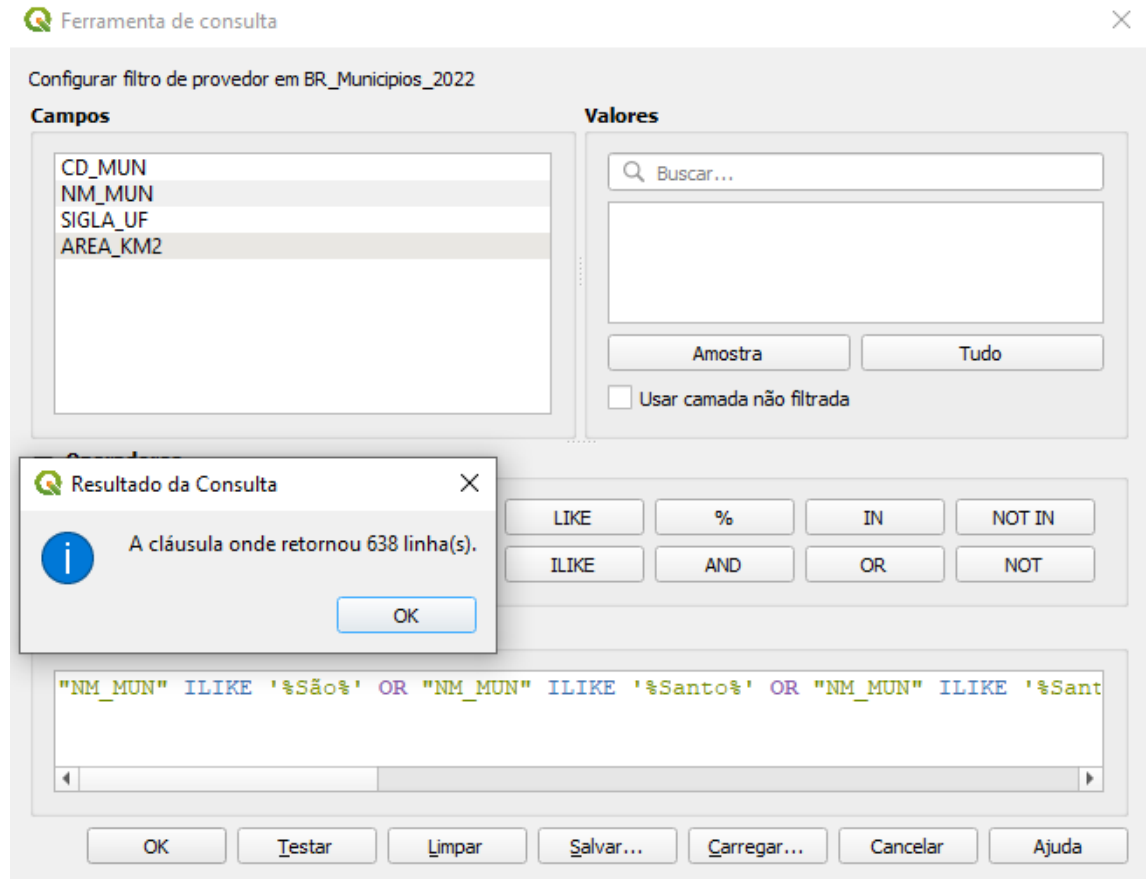 Ferramenta de consulta
Configurar filtro de provedor em BR_Municipios_2022
Campos
Valores
CD_MUN
NM_MUN
SIGLA_UF
AREA_KM2
Buscar...
Amostra
Tudo
Usar camada não filtrada
Operadores
Resultado da Consulta
A cláusula onde retornou 638 linha(s).
OK
LIKE
%
IN
NOT IN
ILIKE
AND
OR
NOT
"NM_MUN" ILIKE '%São%' OR "NM_MUN" ILIKE '%Santo%' OR "NM_MUN" ILIKE '%Sant
OK
Testar
Limpar
Salvar...
Carregar...
Cancelar
Ajuda